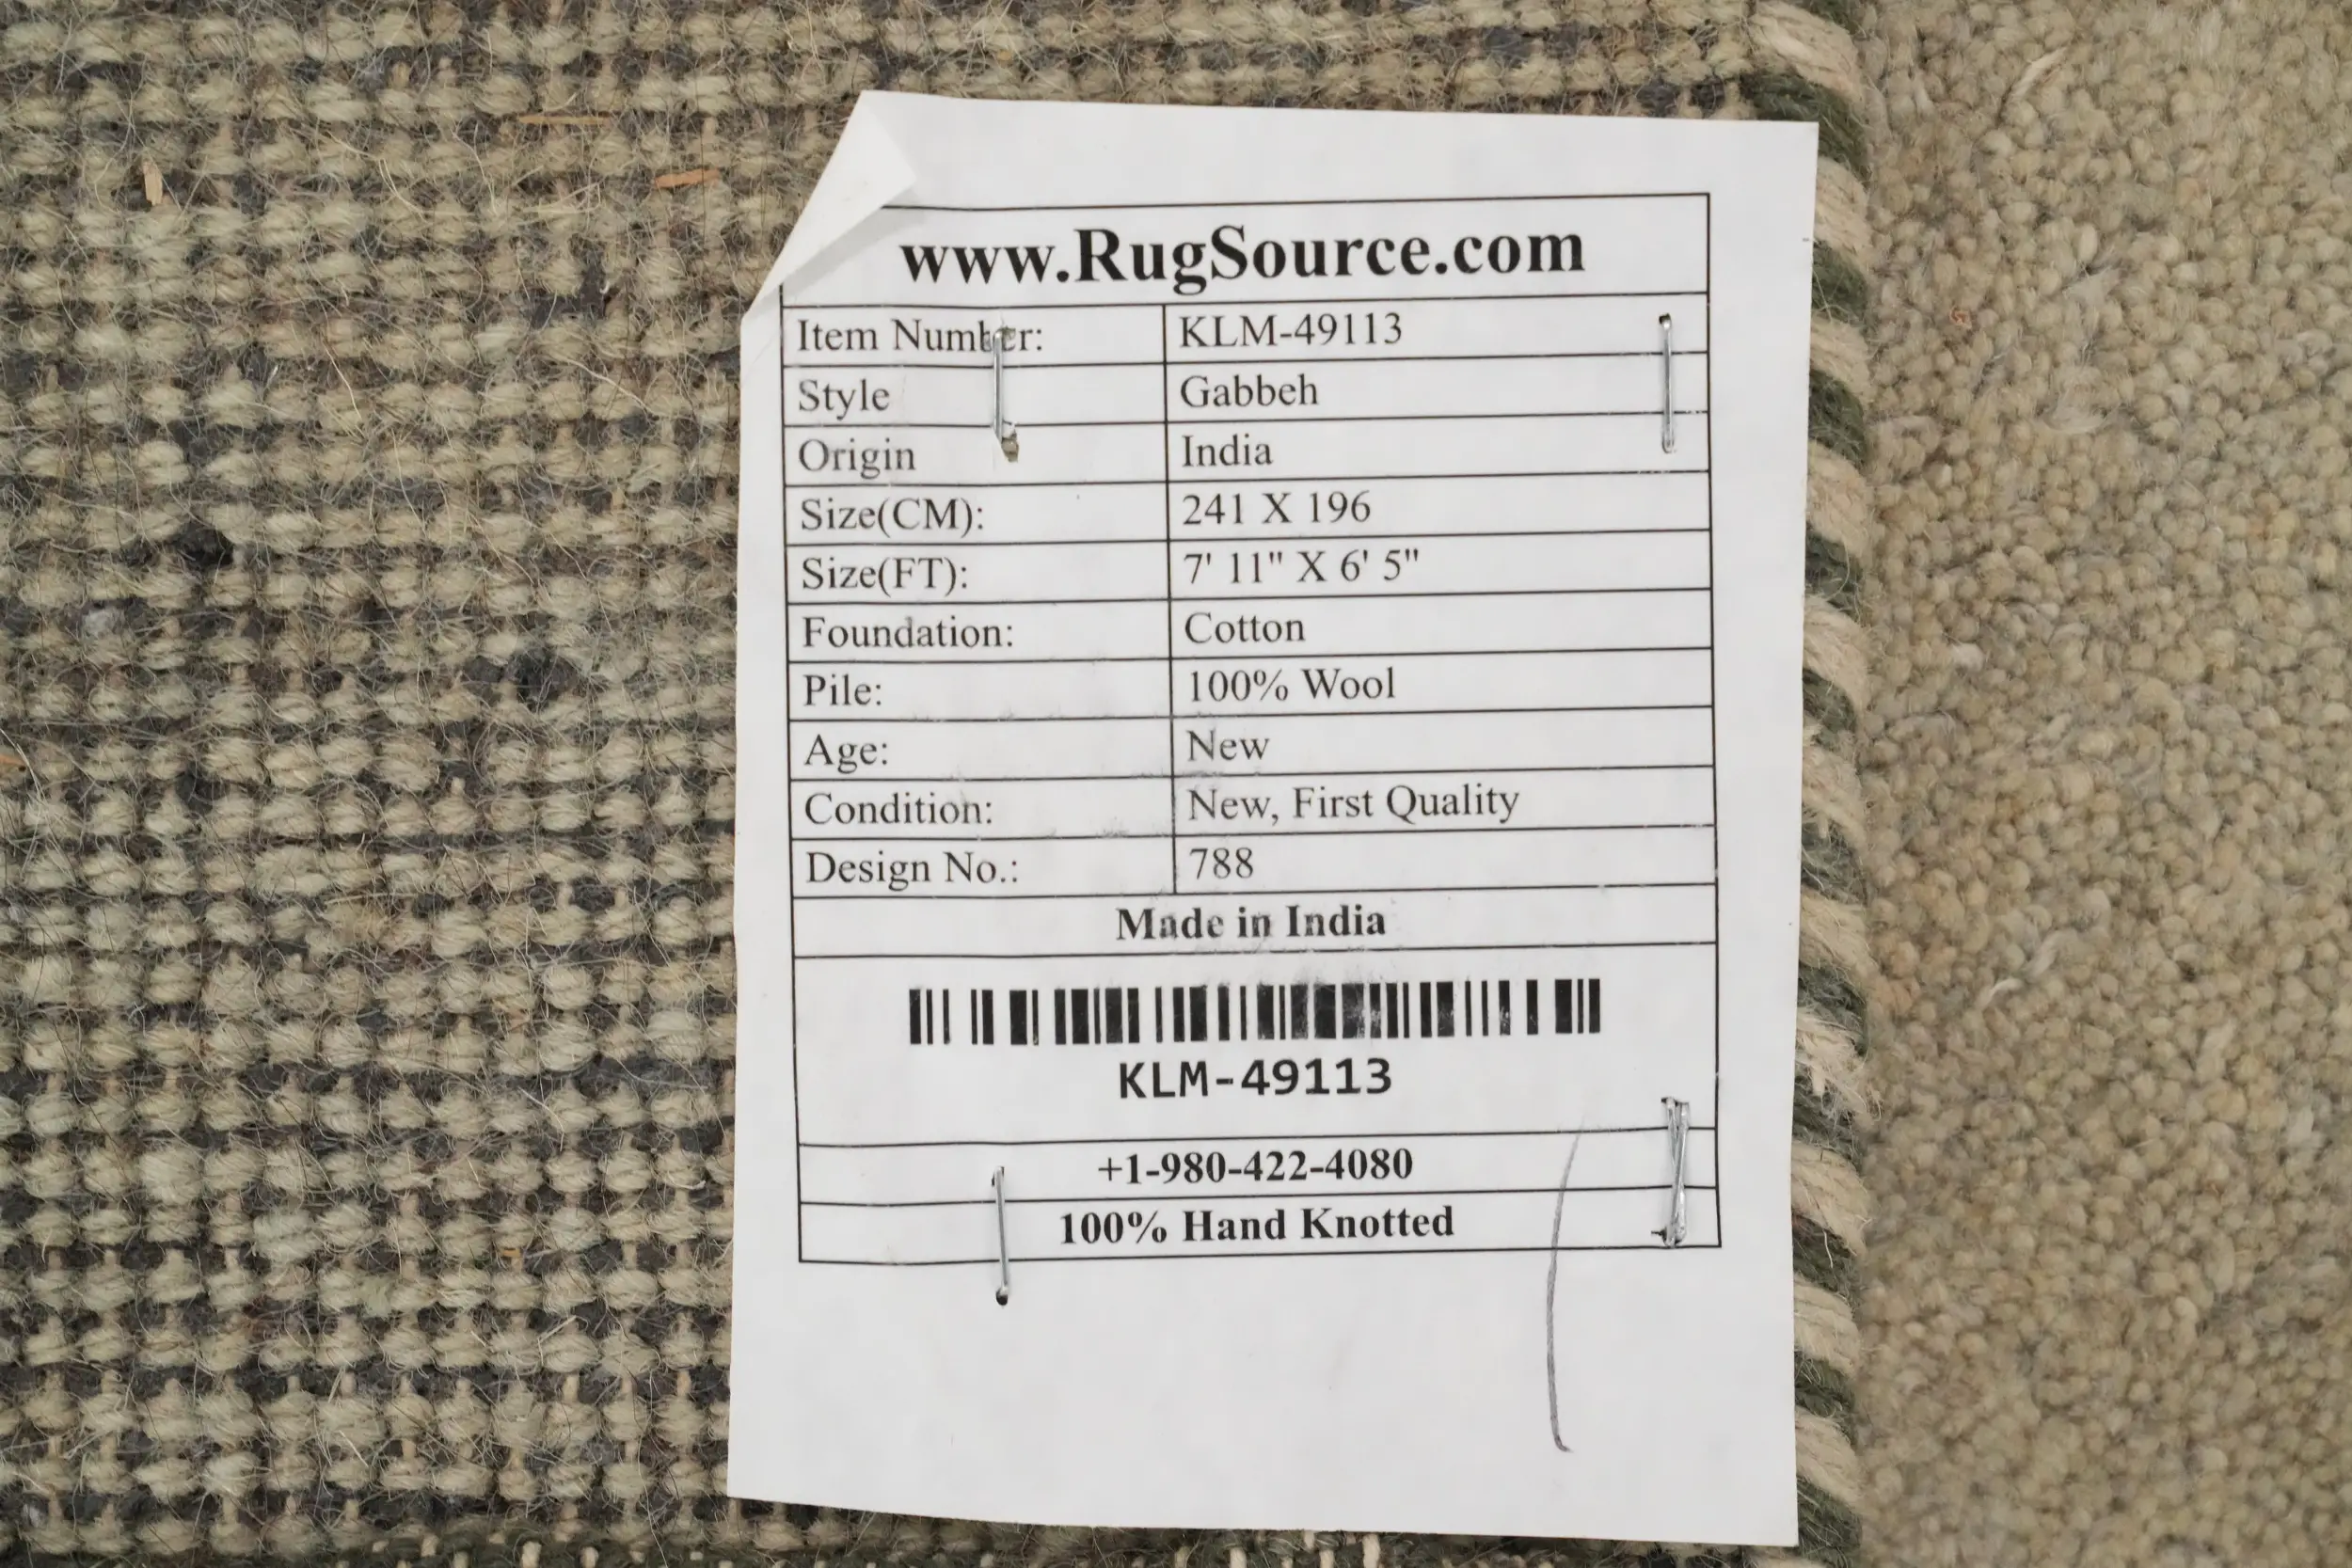 www.RugSource.com
Item Number: KLM-49113
Style Gabbeh
Origin India
Size(CM): 241 X 196
Size(FT): 7' 11" X 6' 5"
Foundation: Cotton
Pile: 100% Wool
Age: New
Condition: New, First Quality
Design No.: 788
Made in India
KLM-49113
+1-980-422-4080
100% Hand Knotted